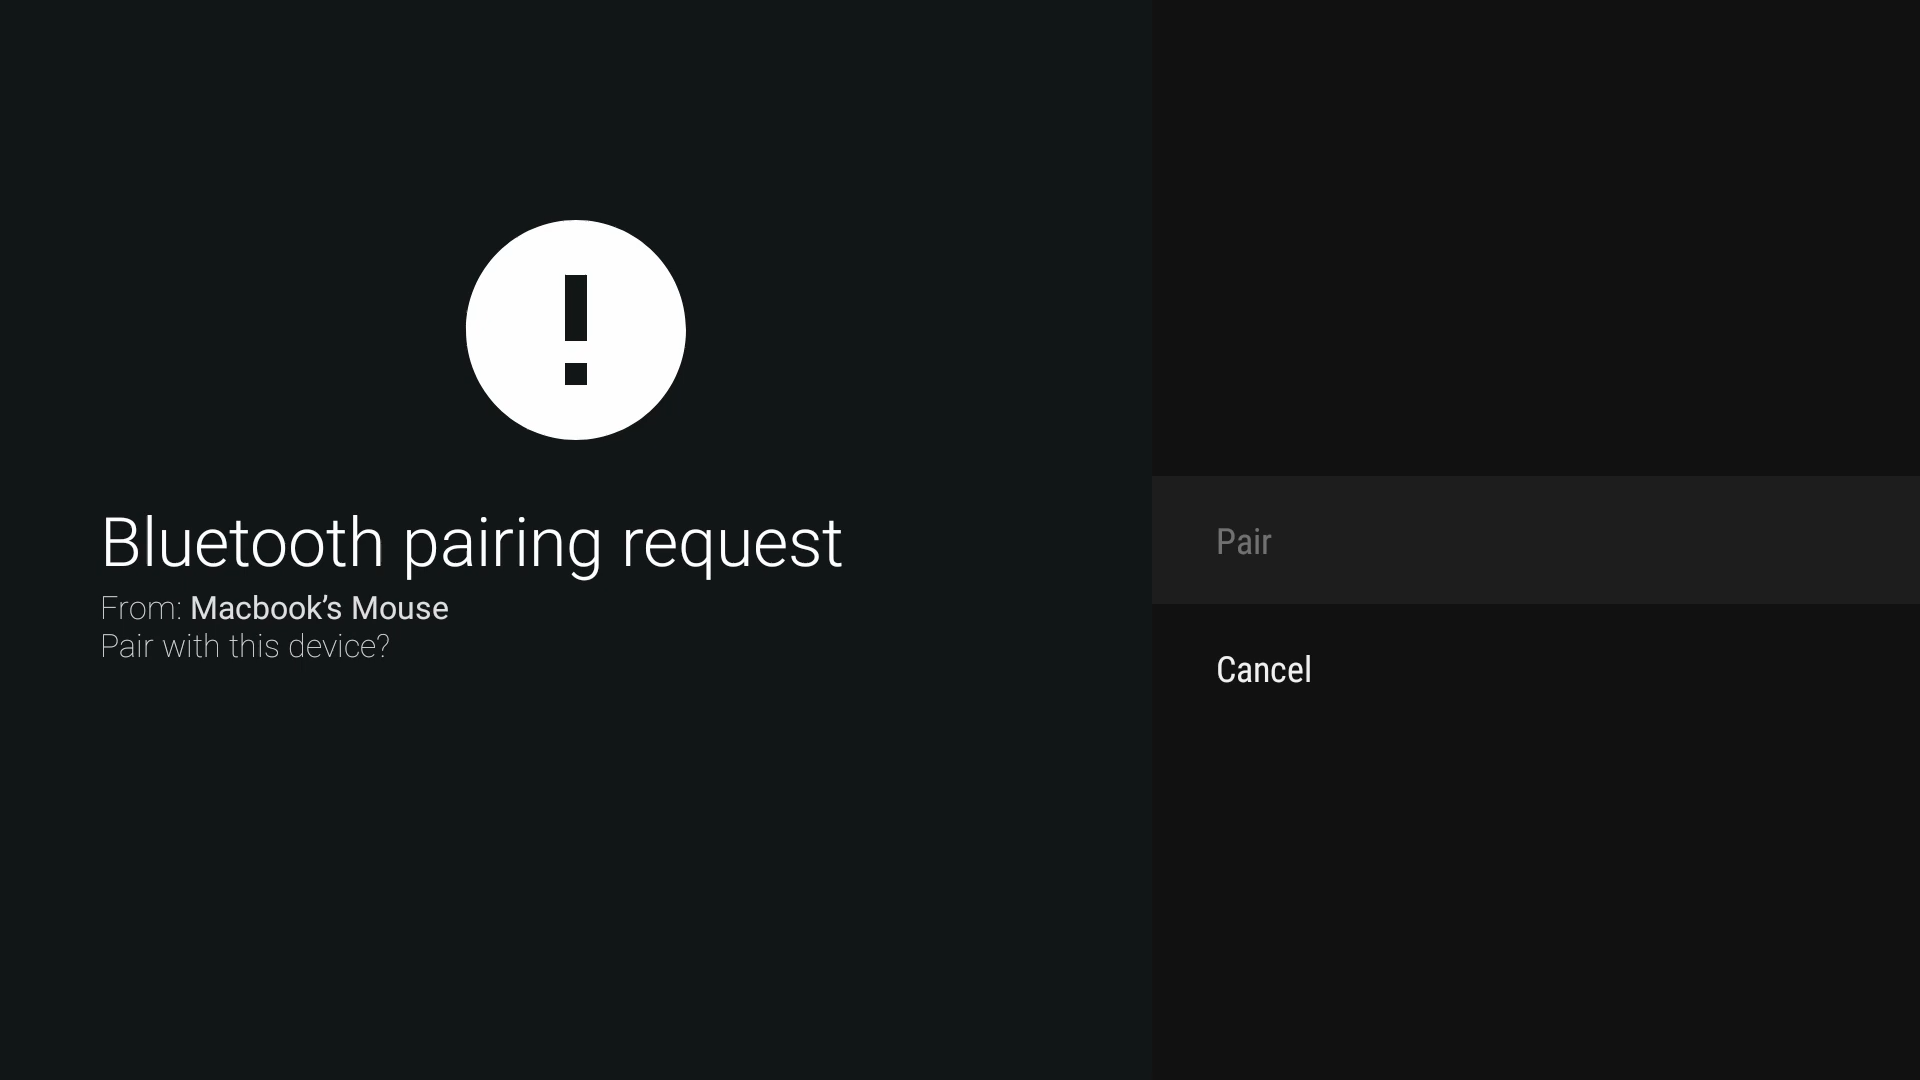 Bluetooth pairing request
From: Macbook’s Mouse
Pair with this device?
Pair
Cancel